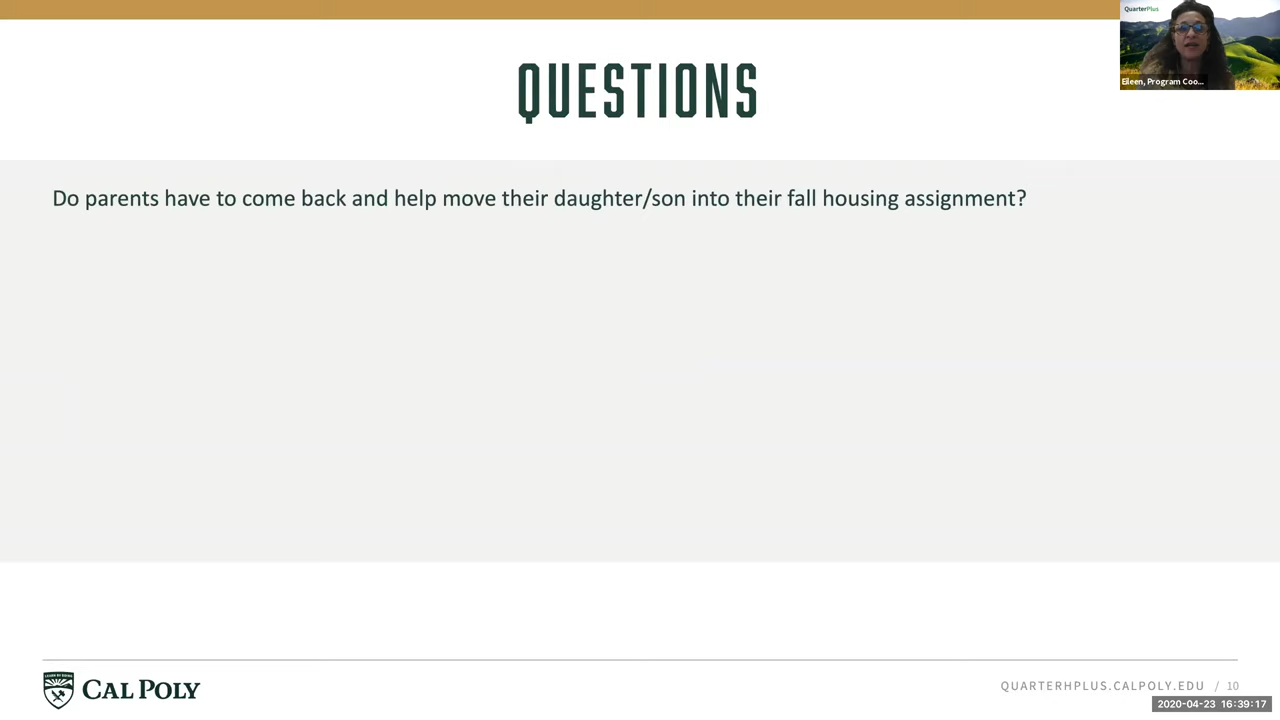 QuarterPlus
Eileen, Program Coo...
QUESTIONS
Do parents have to come back and help move their daughter/son into their fall housing assignment?
CAL POLY
QUARTERHPLUS.CALPOLY.EDU / 10
2020-04-23 16:39:17